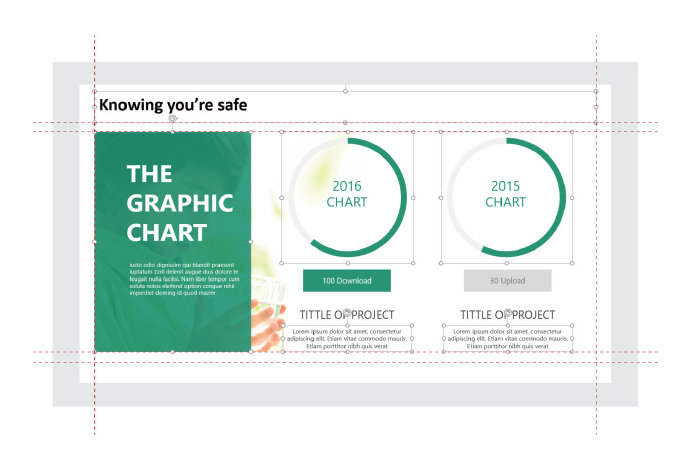 Knowing you're safe
THE
GRAPHIC
CHART
iusto odio dignissim qui blandit praesent
luptatum zzril delenit augue duis dolore te
feugait nulla facilisi. Nam liber tempor cum
soluta nobis eleifend option congue nihil
imperdiet doming id quod mazim
2016
CHART
100 Download
TITTLE OF PROJECT
Lorem ipsum dolor sit amet, consectetur
adipiscing elit. Etiam vitae commodo mauris.
Etiam porttitor nibh quis verat
2015
CHART
30 Upload
TITTLE OF PROJECT
Lorem ipsum dolor sit amet, consectetur
adipiscing elit. Etiam vitae commodo mauris.
Etiam porttitor nibh quis verat